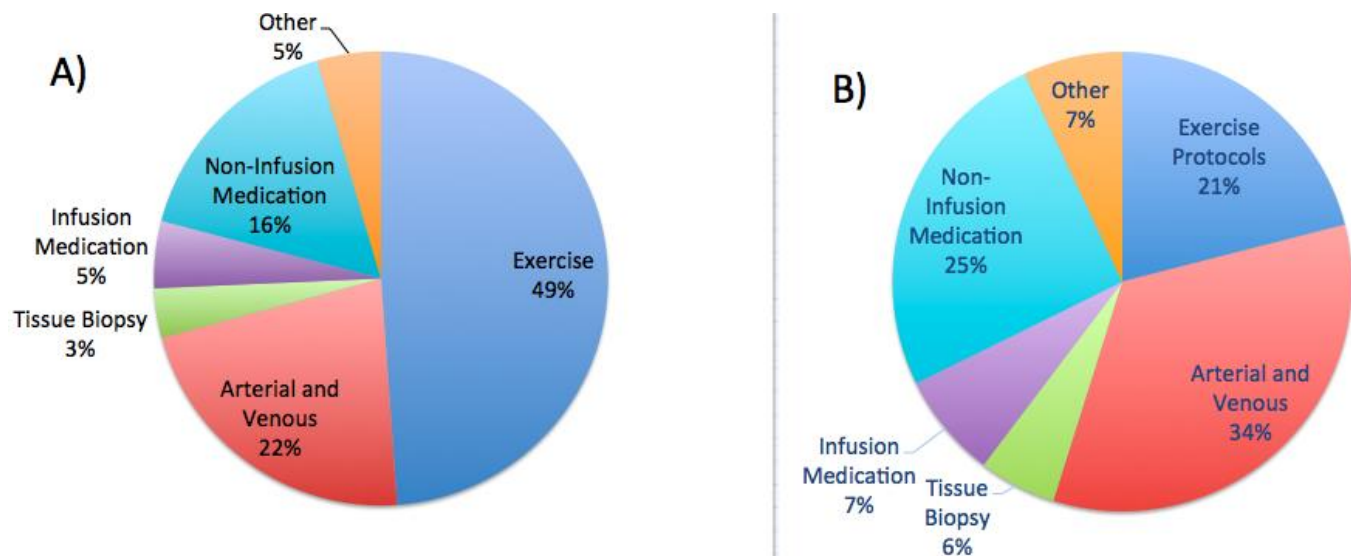 A)
Other
5%
Non-Infusion
Medication
16%
Infusion
Medication
5%
Tissue Biopsy
3%
Arterial and
Venous
22%
Exercise
49%
B)
Other
7%
Exercise
Protocols
21%
Non-
Infusion
Medication
25%
Arterial and
Venous
34%
Infusion
Medication
7%
Tissue
Biopsy
6%